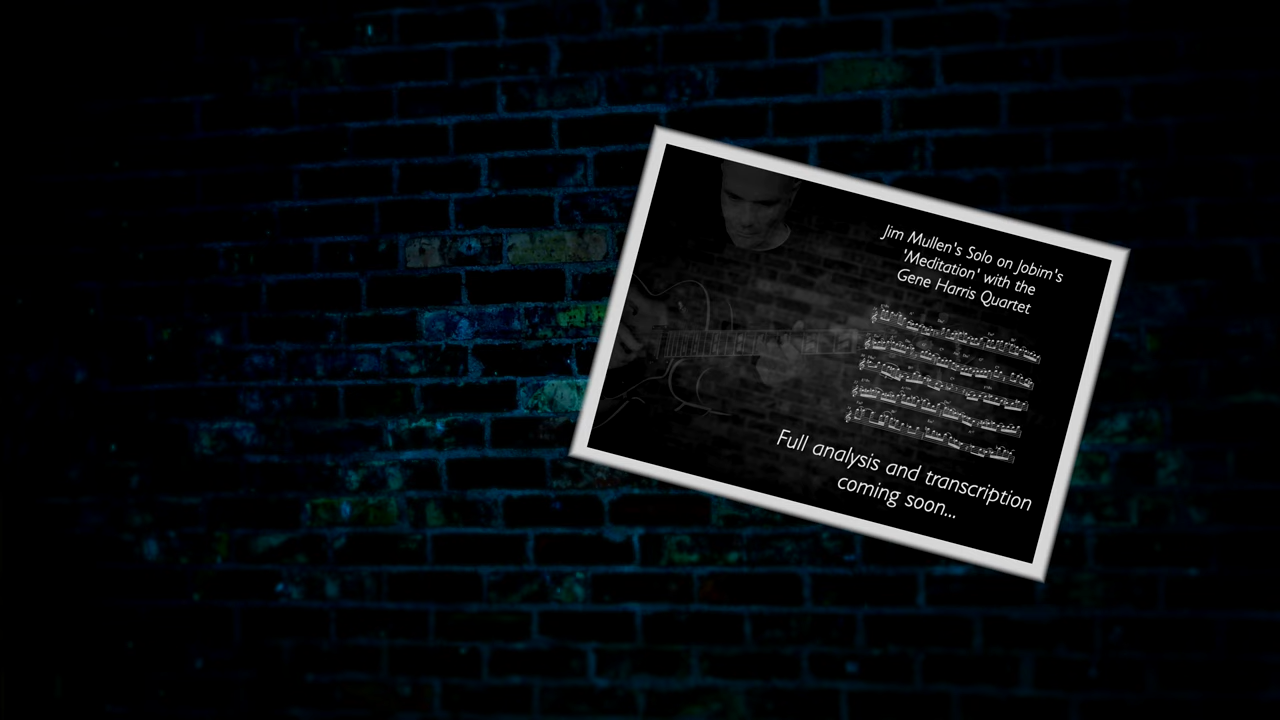 Jim Mullen's Solo on Jobim's
'Meditation' with the
Gene Harris Quartet
Full analysis and transcription
coming soon...